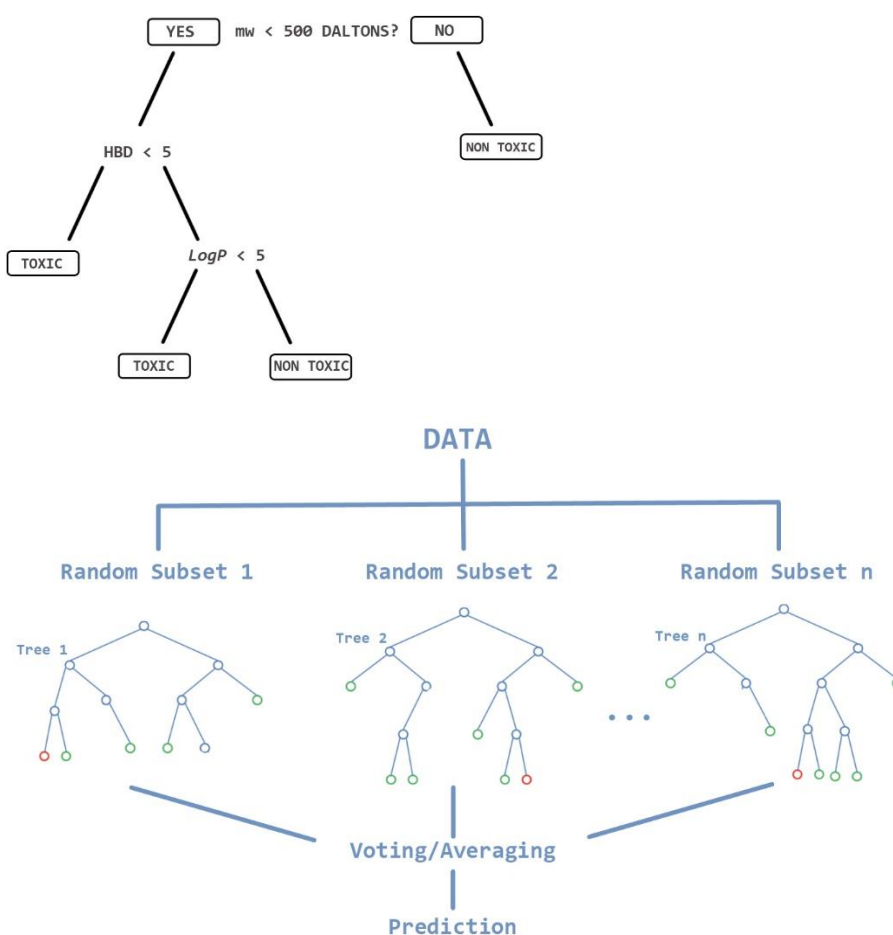 YES mw < 500 DALTONS? NO
HBD < 5
NON TOXIC
TOXIC
LogP < 5
TOXIC
NON TOXIC
DATA
Random Subset 1
Random Subset 2
Random Subset n
Tree 1
Tree 2
Tree n
...
Voting/Averaging
Prediction